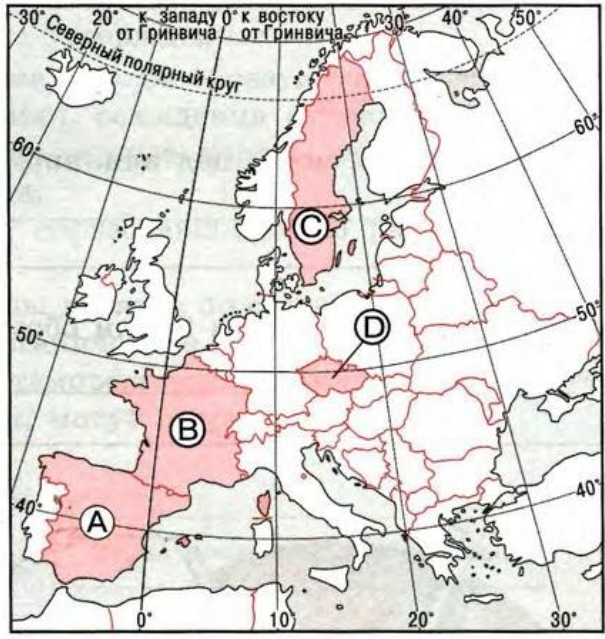 30° 20° к западу 0° к востоку 30° 40° 50°
от Гринвича от Гринвича
Северный полярный круг
60° 60°
C
50° 50°
D
B
40° 40°
A
0° 10° 20° 30°